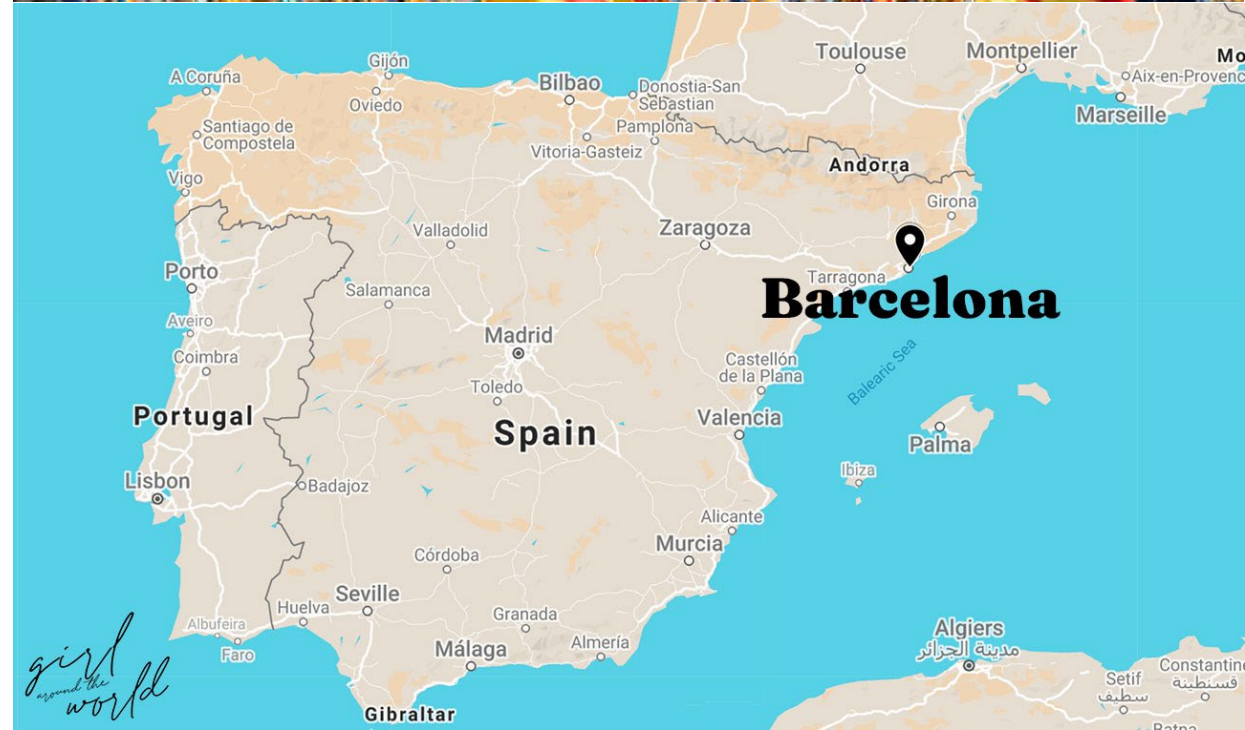 Toulouse
Montpellier
Mo
Gijón
A Coruña
Bilbao
Donostia-San
Sebastian
Aix-en-Provenc
Oviedo
Marseille
Santiago de
Compostela
Pamplona
Vitoria-Gasteiz
Andorra
Vigo
Girona
Valladolid
Zaragoza
Porto
Tarragona
Salamanca
Barcelona
Aveiro
Madrid
Coimbra
Castellón
de la Plana
Balearic Sea
Toledo
Portugal
Spain
Valencia
Palma
Lisbon
Badajoz
Ibiza
Alicante
Murcia
Córdoba
Seville
Huelva
Granada
Albufeira
Faro
Málaga
Almería
Algiers
مدينة الجزائر
Constantine
قسنطينة
Setif
سطيف
Gibraltar
Batna
girl
around the
world